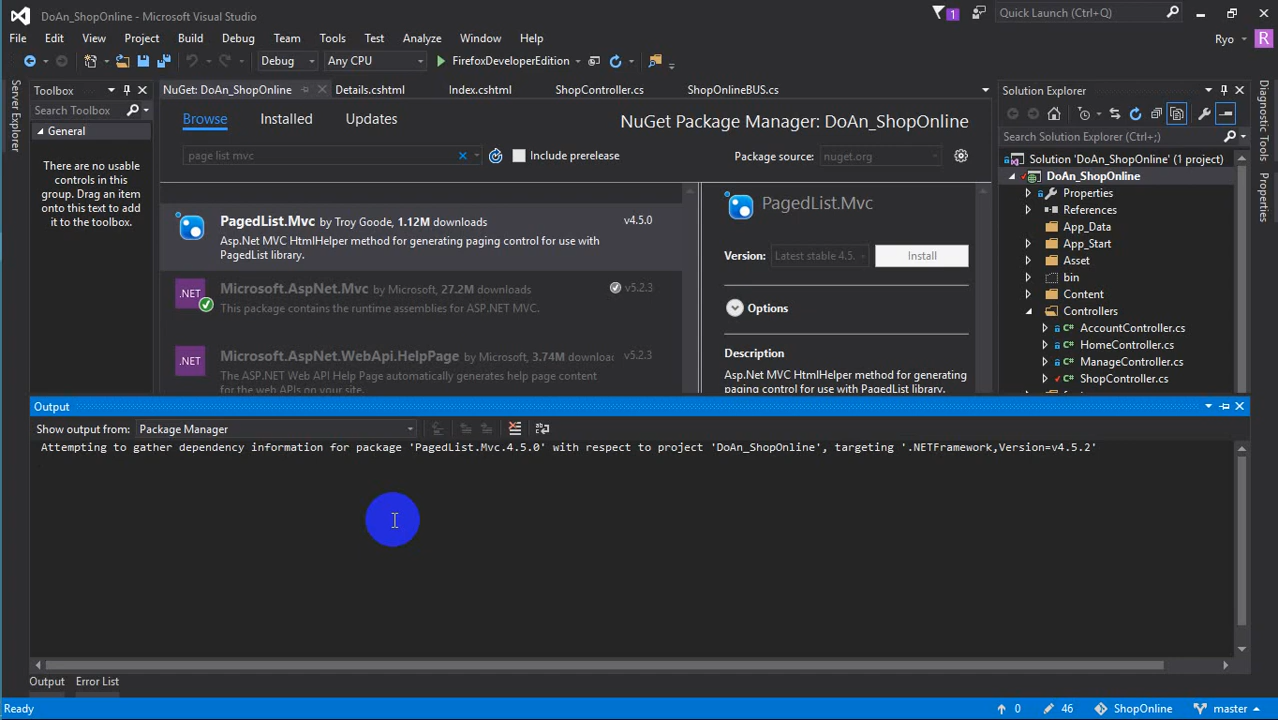 DoAn_ShopOnline - Microsoft Visual Studio
1
Quick Launch (Ctrl+Q)
File Edit View Project Build Debug Team Tools Test Analyze Window Help
Ryo R
Debug Any CPU FirefoxDeveloperEdition
Server Explorer
Toolbox
Search Toolbox
General
There are no usable
controls in this
group. Drag an item
onto this text to add
it to the toolbox.
NuGet: DoAn_ShopOnline Details.cshtml Index.cshtml ShopController.cs ShopOnlineBUS.cs
Browse Installed Updates
NuGet Package Manager: DoAn_ShopOnline
page list mvc
Include prerelease
Package source: nuget.org
PagedList.Mvc by Troy Goode, 1.12M downloads v4.5.0
Asp.Net MVC HtmlHelper method for generating paging control for use with
PagedList library.
.NET
Microsoft.AspNet.Mvc by Microsoft, 27.2M downloads v5.2.3
This package contains the runtime assemblies for ASP.NET MVC.
.NET
Microsoft.AspNet.WebApi.HelpPage by Microsoft, 3.74M downloa v5.2.3
The ASP.NET Web API Help Page automatically generates help page content
for the web APIs on your site.
PagedList.Mvc
Version: Latest stable 4.5. Install
Options
Description
Asp.Net MVC HtmlHelper method for generating
paging control for use with PagedList library.
Solution Explorer
Search Solution Explorer (Ctrl+;)
Solution 'DoAn_ShopOnline' (1 project)
DoAn_ShopOnline
Properties
References
App_Data
App_Start
Asset
bin
Content
Controllers
C# AccountController.cs
C# HomeController.cs
C# ManageController.cs
C# ShopController.cs
Diagnostic Tools
Properties
Output
Show output from: Package Manager
Attempting to gather dependency information for package 'PagedList.Mvc.4.5.0' with respect to project 'DoAn_ShopOnline', targeting '.NETFramework,Version=v4.5.2'
Output Error List
Ready
0 46 ShopOnline master